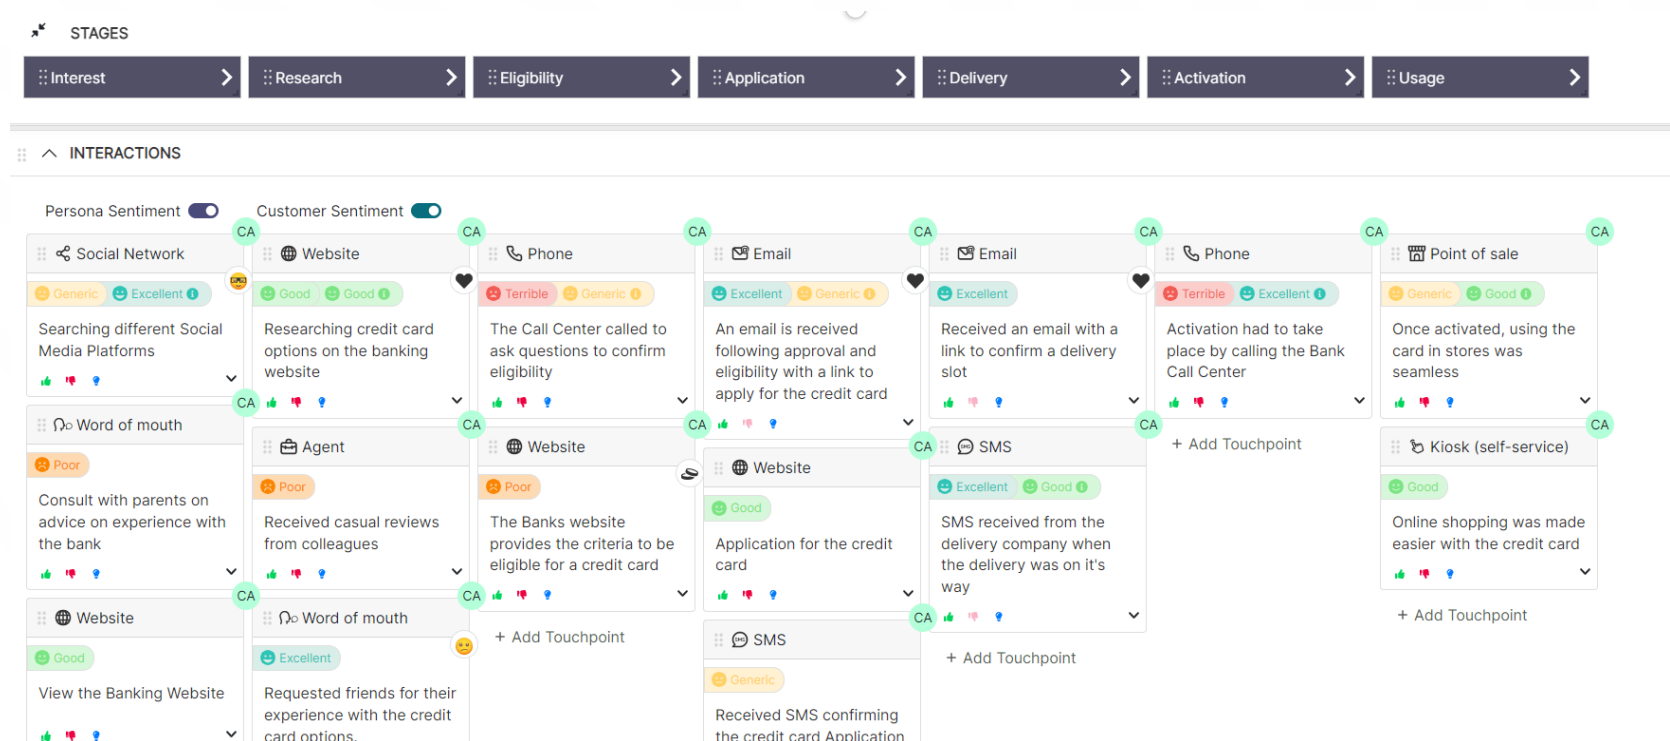 STAGES
Interest
Research
Eligibility
Application
Delivery
Activation
Usage
INTERACTIONS
Persona Sentiment
Customer Sentiment
CA
Social Network
Generic
Excellent
Searching different Social
Media Platforms
CA
Word of mouth
Poor
Consult with parents on
advice on experience with
the bank
CA
Website
Good
View the Banking Website
CA
Website
Good
Good
Researching credit card
options on the banking
website
CA
Agent
Poor
Received casual reviews
from colleagues
CA
Word of mouth
Excellent
Requested friends for their
experience with the credit
card options.
CA
Phone
Terrible
Generic
The Call Center called to
ask questions to confirm
eligibility
CA
Website
Poor
The Banks website
provides the criteria to be
eligible for a credit card
+ Add Touchpoint
CA
Email
Excellent
Generic
An email is received
following approval and
eligibility with a link to
apply for the credit card
CA
Website
Good
Application for the credit
card
CA
SMS
Generic
Received SMS confirming
the credit card Application
CA
Email
Excellent
Received an email with a
link to confirm a delivery
slot
CA
SMS
Excellent
Good
SMS received from the
delivery company when
the delivery was on it's
way
+ Add Touchpoint
CA
Phone
Terrible
Excellent
Activation had to take
place by calling the Bank
Call Center
+ Add Touchpoint
CA
Point of sale
Generic
Good
Once activated, using the
card in stores was
seamless
CA
Kiosk (self-service)
Good
Online shopping was made
easier with the credit card
+ Add Touchpoint